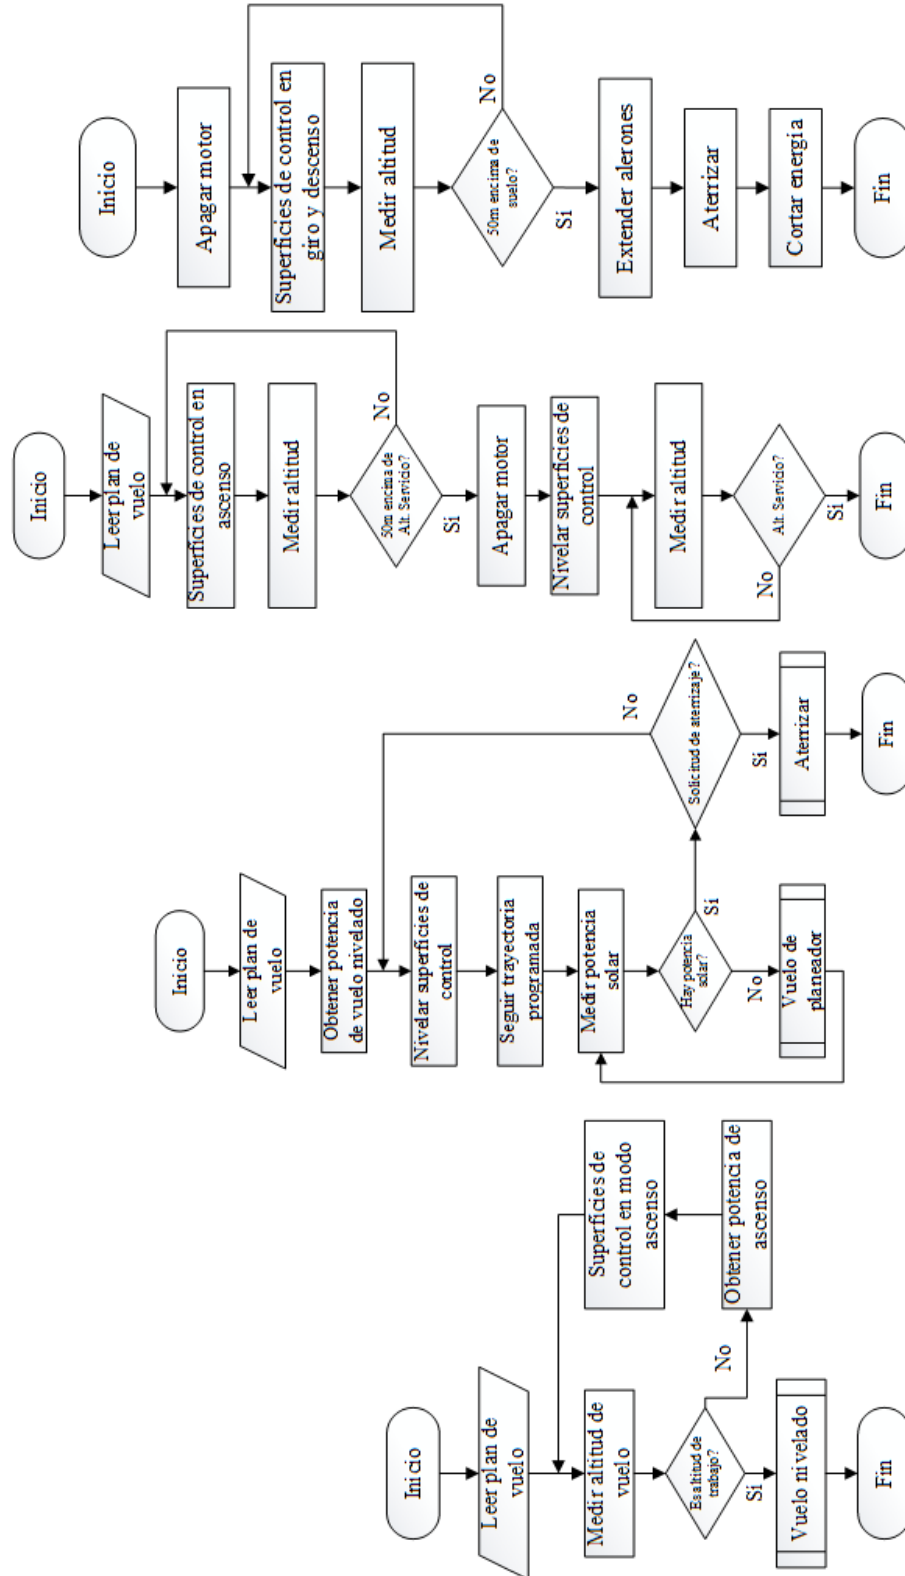 Inicio
Leer plan de
vuelo
Medir altitud de
vuelo
Es altitud de
trabajo?
Si
No
Vuelo nivelado
Fin
Superficies de
control en modo
ascenso
Obtener potencia de
ascenso
Inicio
Leer plan de
vuelo
Obtener potencia
de vuelo nivelado
Nivelar superficies de
control
Seguir trayectoria
programada
Medir potencia
solar
Hay potencia
solar?
No
Si
Vuelo de
planeador
Solicitud de aterrizaje?
No
Si
Aterrizar
Fin
Inicio
Leer plan de
vuelo
Superficies de control en
ascenso
Medir altitud
50m encima de
Alt. Servicio?
No
Si
Apagar motor
Nivelar superficies de
control
Medir altitud
Alt. Servicio?
No
Si
Fin
Inicio
Apagar motor
Superficies de control en
giro y descenso
Medir altitud
50m encima de
suelo?
No
Si
Extender alerones
Aterrizar
Cortar energia
Fin